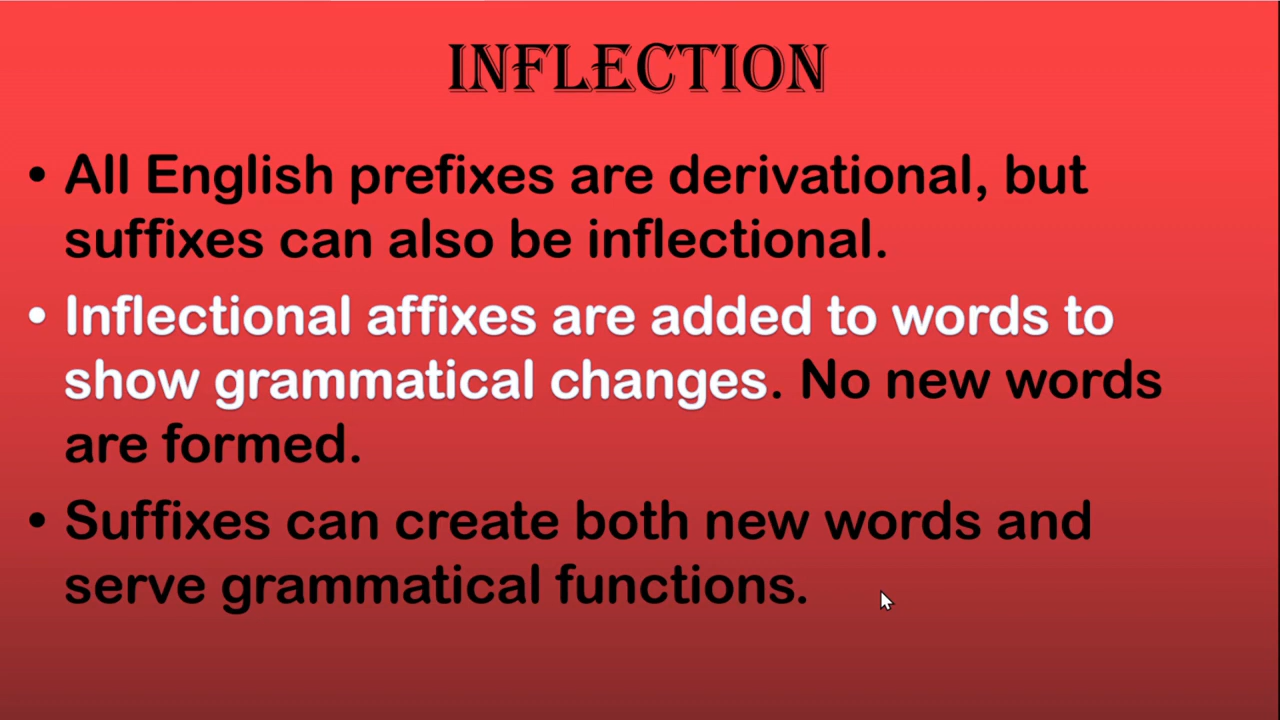 INFLECTION
• All English prefixes are derivational, but
suffixes can also be inflectional.
• Inflectional affixes are added to words to
show grammatical changes. No new words
are formed.
• Suffixes can create both new words and
serve grammatical functions.